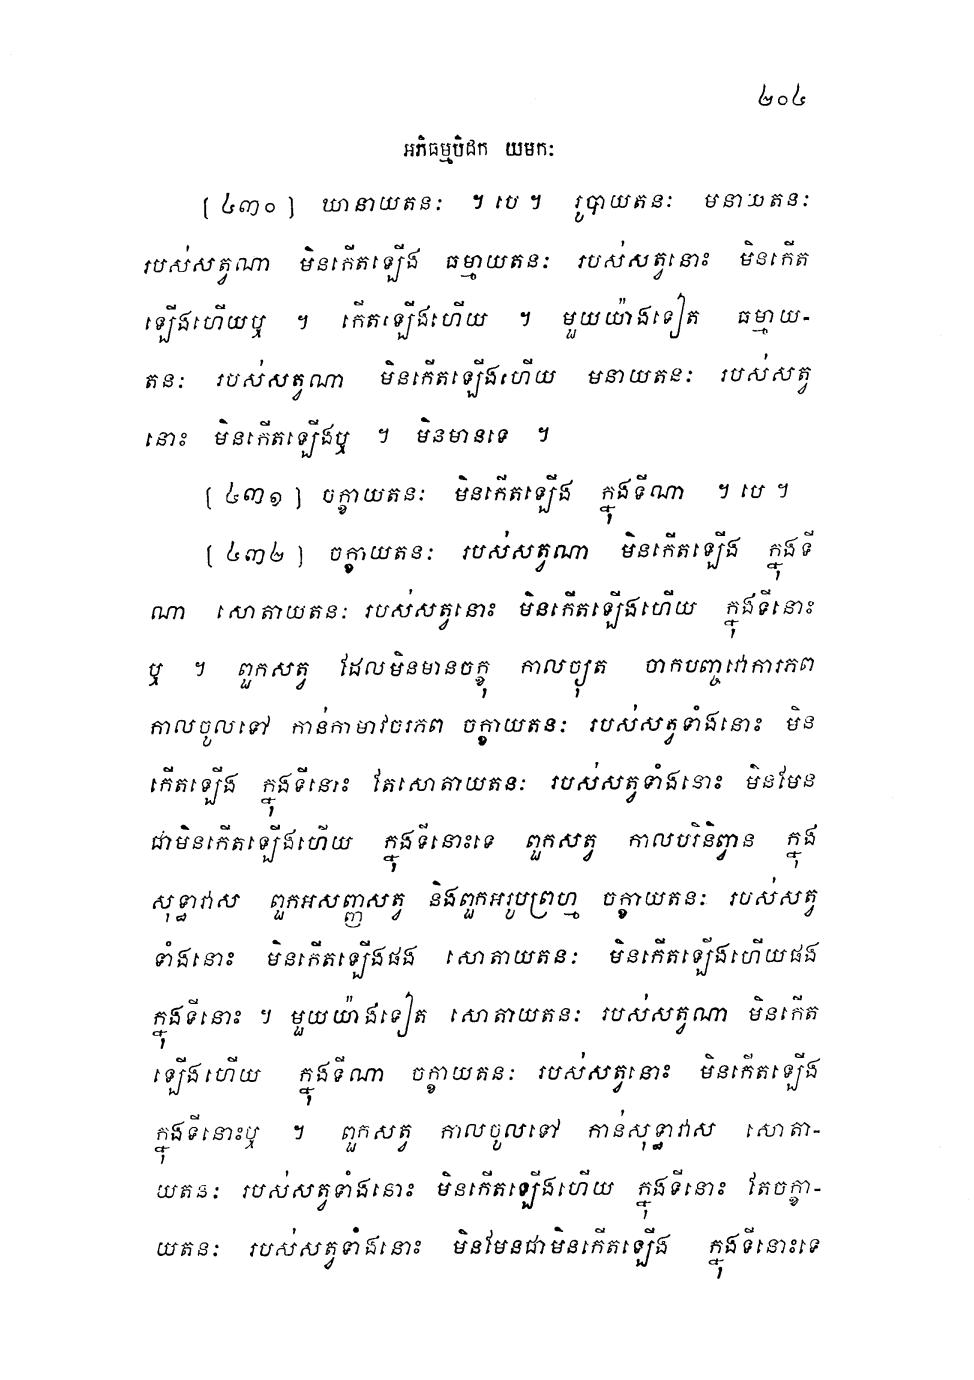 ២០៤
អភិធម្មបិដក យមកៈ
[ ៤៣០ ] ឃានាយតនៈ ។ បេ ។ រូបាយតនៈ មនាយតនៈ
របស់សត្វណា មិនកើតឡើង ធម្មាយតនៈ របស់សត្វនោះ មិនកើត
ឡើងហើយឬ ។ កើតឡើងហើយ ។ មួយយ៉ាងទៀត ធម្មាយ-
តនៈ របស់សត្វណា មិនកើតឡើងហើយ មនាយតនៈ របស់សត្វ
នោះ មិនកើតឡើងឬ ។ មិនមានទេ ។
[ ៤៣១ ] ចក្ខាយតនៈ មិនកើតឡើង ក្នុងទីណា ។ បេ ។
[ ៤៣២ ] ចក្ខាយតនៈ របស់សត្វណា មិនកើតឡើង ក្នុងទី
ណា សោតាយតនៈ របស់សត្វនោះ មិនកើតឡើងហើយ ក្នុងទីនោះ
ឬ ។ ពួកសត្វ ដែលមិនមានចក្ខុ កាលច្យុត ចាកបញ្ចវោការភព
កាលចូលទៅ កាន់កាមាវចរភព ចក្ខាយតនៈ របស់សត្វទាំងនោះ មិន
កើតឡើង ក្នុងទីនោះ តែសោតាយតនៈ របស់សត្វទាំងនោះ មិនមែន
ជាមិនកើតឡើងហើយ ក្នុងទីនោះទេ ពួកសត្វ កាលបរិនិព្វាន ក្នុង
សុទ្ធាវាស ពួកអសញ្ញសត្វ និងពួកអរូបព្រហ្ម ចក្ខាយតនៈ របស់សត្វ
ទាំងនោះ មិនកើតឡើងផង សោតាយតនៈ មិនកើតឡើងហើយផង
ក្នុងទីនោះ ។ មួយយ៉ាងទៀត សោតាយតនៈ របស់សត្វណា មិនកើត
ឡើងហើយ ក្នុងទីណា ចក្ខាយតនៈ របស់សត្វនោះ មិនកើតឡើង
ក្នុងទីនោះឬ ។ ពួកសត្វ កាលចូលទៅ កាន់សុទ្ធាវាស សោតា-
យតនៈ របស់សត្វទាំងនោះ មិនកើតឡើងហើយ ក្នុងទីនោះ តែចក្ខា-
យតនៈ របស់សត្វទាំងនោះ មិនមែនជាមិនកើតឡើង ក្នុងទីនោះទេ